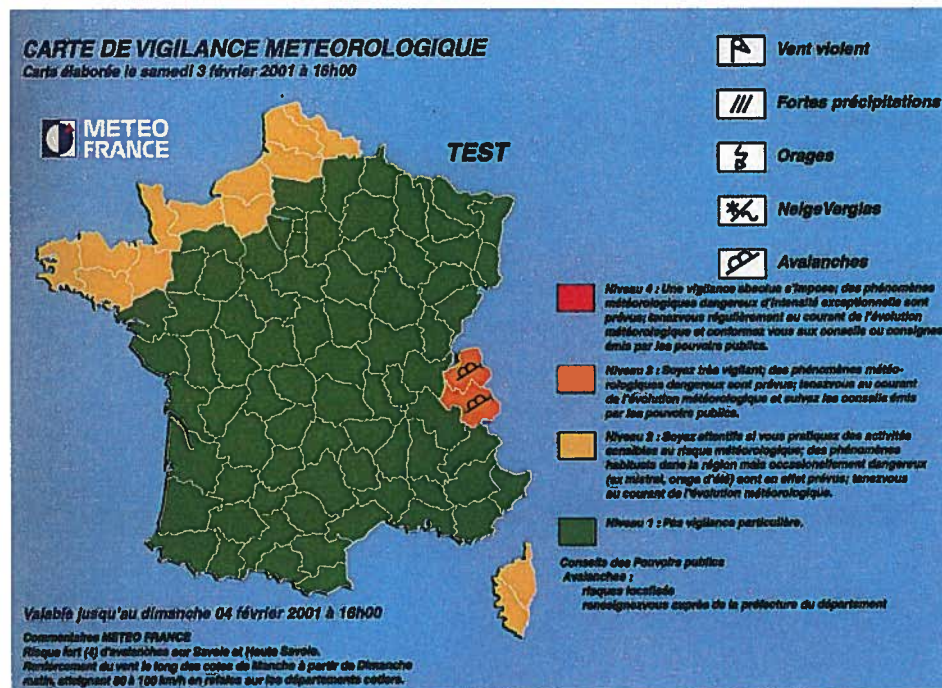 CARTE DE VIGILANCE METEOROLOGIQUE
Carte élaborée le samedi 3 février 2001 à 16h00
METEO
FRANCE
TEST
Vent violent
Fortes précipitations
Orages
NeigeVerglas
Avalanches
Niveau 4 : Une vigilance absolue s'impose; des phénomènes
météorologiques dangereux d'intensité exceptionnelle sont
prévus; tenezvous régulièrement au courant de l'évolution
météorologique et conformez vous aux conseils ou consignes
émis par les pouvoirs publics.
Niveau 3 : Soyez très vigilant; des phénomènes météo-
rologiques dangereux sont prévus; tenezvous au courant
de l'évolution météorologique et suivez les conseils émis
par les pouvoirs publics.
Niveau 2 : Soyez attentifs si vous pratiquez des activités
sensibles au risque météorologique; des phénomènes
habituels dans la région mais occasionellement dangereux
(ex mistral, orage d'été) sont en effet prévus; tenezvous
au courant de l'évolution météorologique.
Niveau 1 : Pas vigilance particulière.
Conseils des Pouvoirs publics
Avalanches :
risques localisés
renseignezvous auprès de la préfecture du département
Valable jusqu'au dimanche 04 février 2001 à 16h00
Commentaires METEO FRANCE
Risque fort (4) d'avalanches sur Savoie et Haute Savoie.
Renforcement du vent le long des cotes de Manche à partir de Dimanche
matin, atteignant 80 à 100 km/h en rafales sur les départements cotiers.